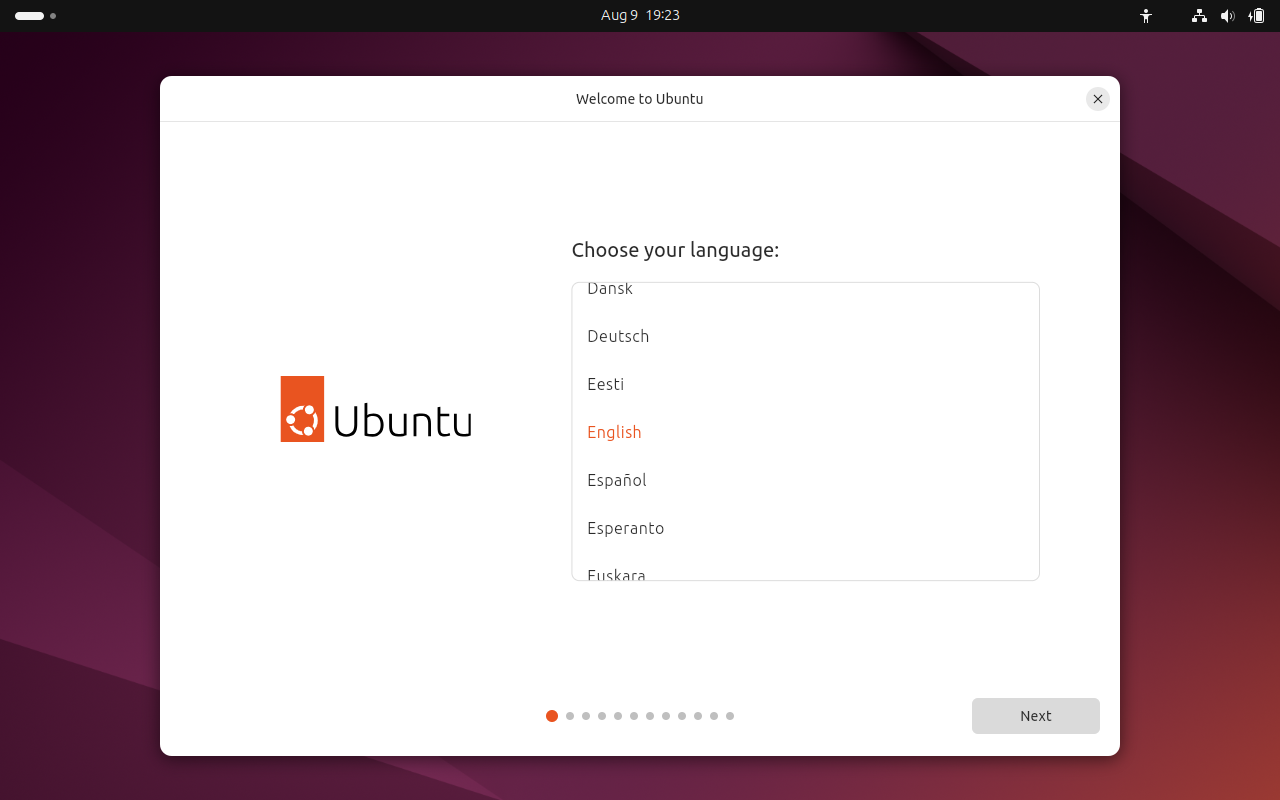 Aug 9 19:23
Welcome to Ubuntu
Choose your language:
Dansk
Deutsch
Eesti
English
Español
Esperanto
Euskara
Ubuntu
Next